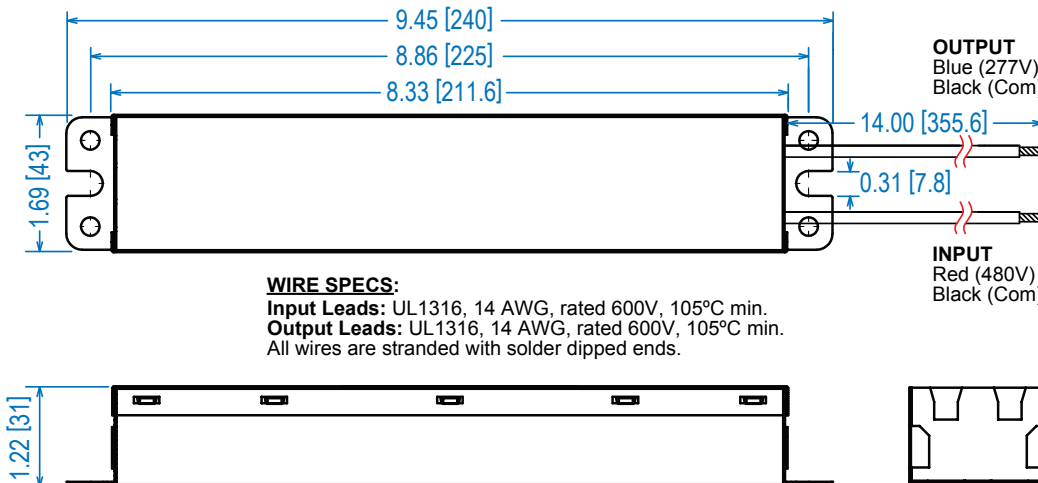 9.45 [240]
8.86 [225]
8.33 [211.6]
OUTPUT
Blue (277V)
Black (Com)
14.00 [355.6]
1.69 [43]
0.31 [7.8]
INPUT
Red (480V)
Black (Com)
WIRE SPECS:
Input Leads: UL1316, 14 AWG, rated 600V, 105ºC min.
Output Leads: UL1316, 14 AWG, rated 600V, 105ºC min.
All wires are stranded with solder dipped ends.
1.22 [31]